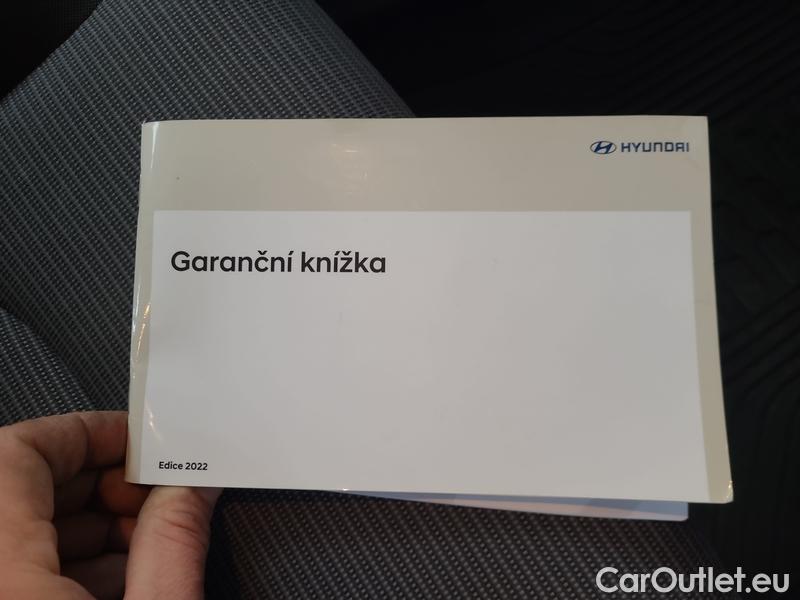 HYUNDAI
Garanční knížka
Edice 2022
CarOutlet.eu